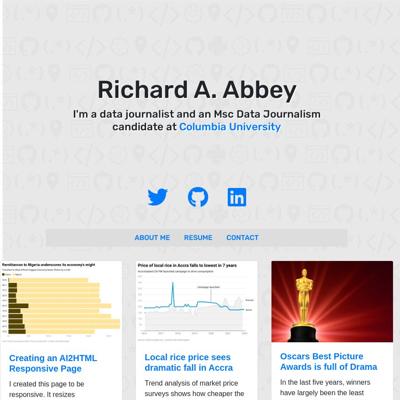 Richard A. Abbey
I'm a data journalist and an Msc Data Journalism
candidate at Columbia University
ABOUT ME RESUME CONTACT
Remittances to Nigeria underscores its economy's might
Price of local rice in Accra falls to lowest in 7 years
Creating an AI2HTML
Responsive Page
I created this page to be
responsive. It resizes
Local rice price sees
dramatic fall in Accra
Trend analysis of market price
surveys shows how cheaper the
Oscars Best Picture
Awards is full of Drama
In the last five years, winners
have largely been the least